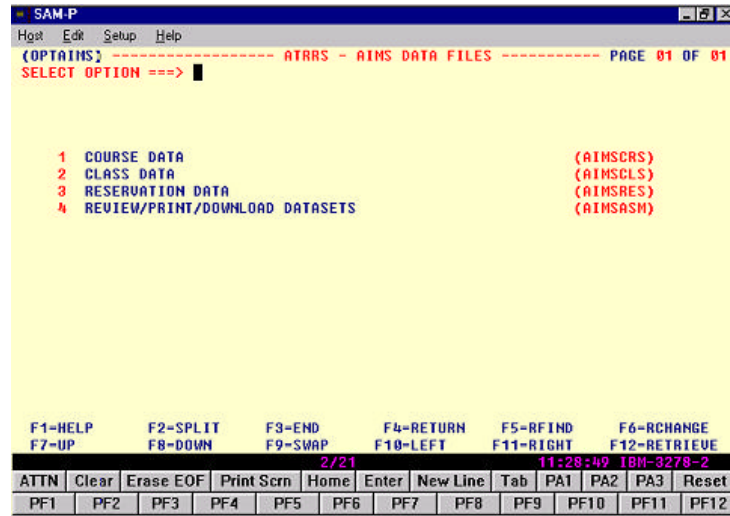 SAM-P
Host Edit Setup Help
(OPTAIMS) ------------------- ATRRS - AIMS DATA FILES ----------- PAGE 01 OF 01
SELECT OPTION ===>
1 COURSE DATA (AIMSCRS)
2 CLASS DATA (AIMSCLS)
3 RESERVATION DATA (AIMSRES)
4 REVIEW/PRINT/DOWNLOAD DATASETS (AIMSASM)
F1=HELP F2=SPLIT F3=END F4=RETURN F5=RFIND F6=RCHANGE
F7=UP F8=DOWN F9=SWAP F10=LEFT F11=RIGHT F12=RETRIEVE
2/21 11:28:49 IBM-3278-2
ATTN Clear Erase EOF Print Scrn Home Enter New Line Tab PA1 PA2 PA3 Reset
PF1 PF2 PF3 PF4 PF5 PF6 PF7 PF8 PF9 PF10 PF11 PF12